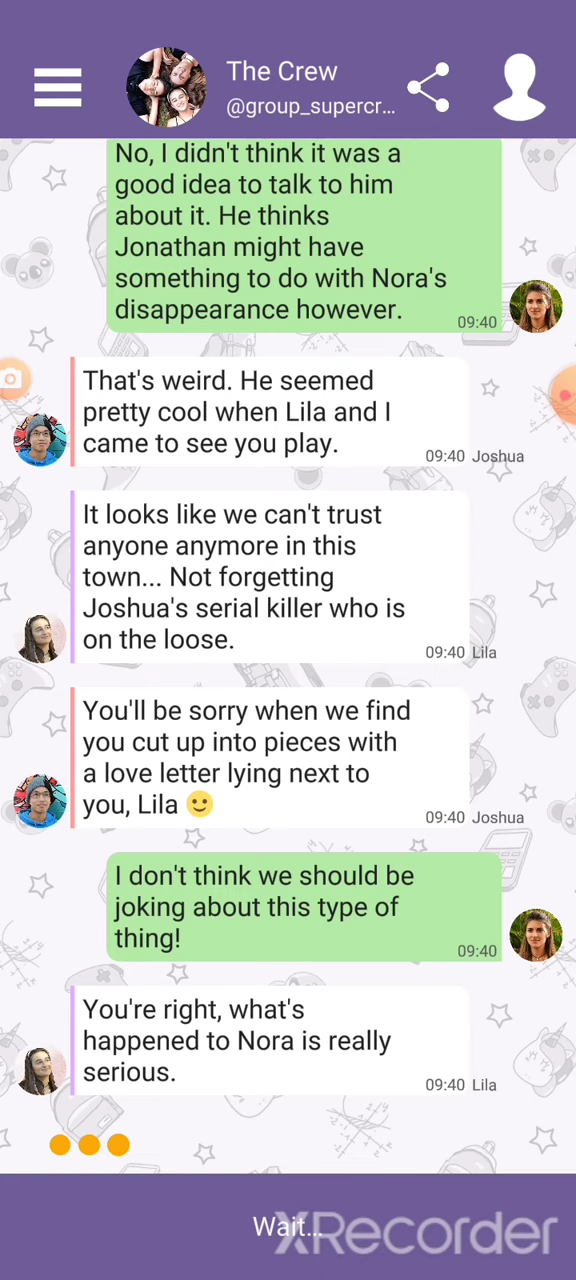 The Crew
@group_supercr...
No, I didn't think it was a
good idea to talk to him
about it. He thinks
Jonathan might have
something to do with Nora's
disappearance however.
09:40
That's weird. He seemed
pretty cool when Lila and I
came to see you play.
09:40 Joshua
It looks like we can't trust
anyone anymore in this
town... Not forgetting
Joshua's serial killer who is
on the loose.
09:40 Lila
You'll be sorry when we find
you cut up into pieces with
a love letter lying next to
you, Lila 🙂
09:40 Joshua
I don't think we should be
joking about this type of
thing!
09:40
You're right, what's
happened to Nora is really
serious.
09:40 Lila
Wait...
XRecorder